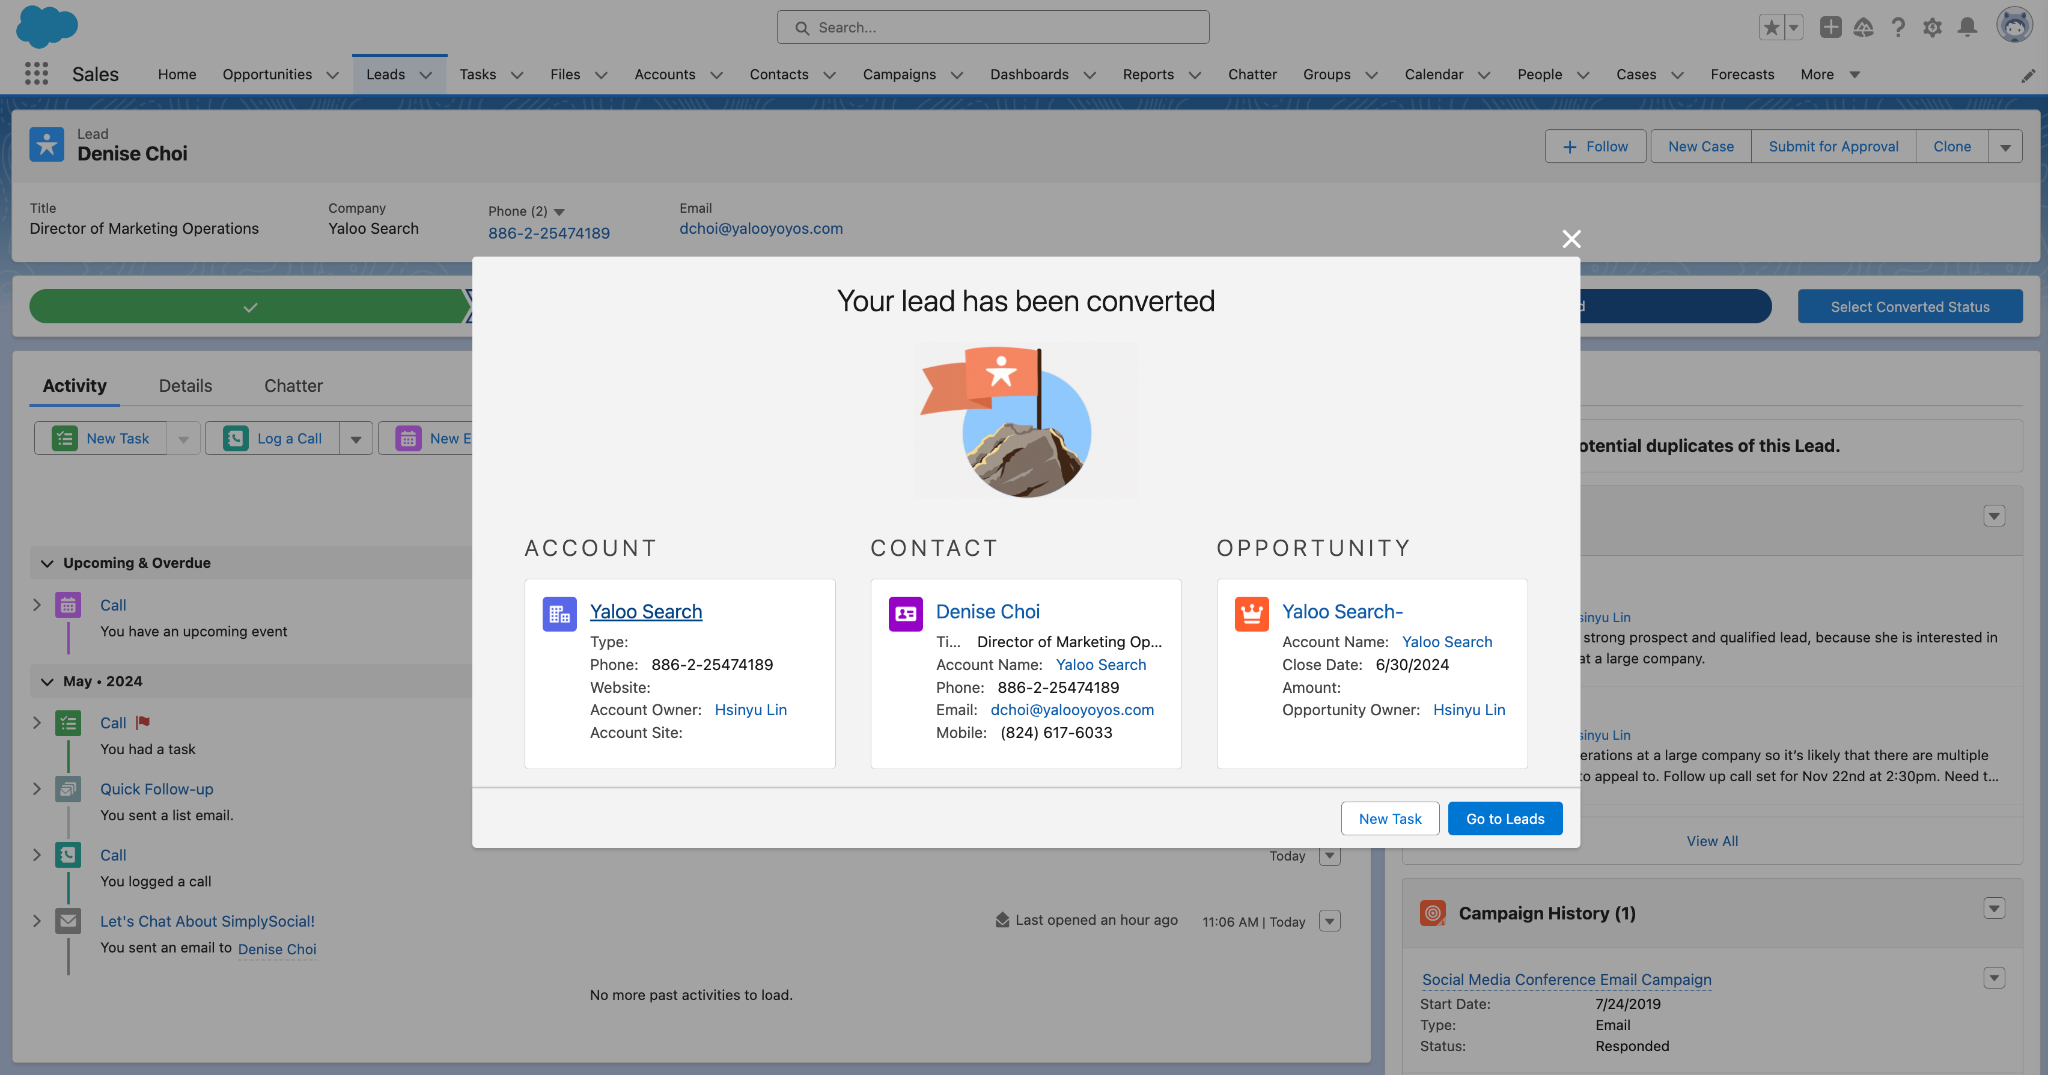 Search...
Sales
Home
Opportunities
Leads
Tasks
Files
Accounts
Contacts
Campaigns
Dashboards
Reports
Chatter
Groups
Calendar
People
Cases
Forecasts
More
Lead
Denise Choi
Follow
New Case
Submit for Approval
Clone
Title
Director of Marketing Operations
Company
Yaloo Search
Phone (2)
886-2-25474189
Email
dchoi@yalooyoyos.com
Select Converted Status
Your lead has been converted
ACCOUNT
Yaloo Search
Type:
Phone: 886-2-25474189
Website:
Account Owner: Hsinyu Lin
Account Site:
CONTACT
Denise Choi
Ti... Director of Marketing Op...
Account Name: Yaloo Search
Phone: 886-2-25474189
Email: dchoi@yalooyoyos.com
Mobile: (824) 617-6033
OPPORTUNITY
Yaloo Search-
Account Name: Yaloo Search
Close Date: 6/30/2024
Amount:
Opportunity Owner: Hsinyu Lin
New Task
Go to Leads
Activity
Details
Chatter
New Task
Log a Call
New E
Upcoming & Overdue
Call
You have an upcoming event
May • 2024
Call
You had a task
Quick Follow-up
You sent a list email.
Call
You logged a call
Today
Let's Chat About SimplySocial!
You sent an email to Denise Choi
Last opened an hour ago
11:06 AM | Today
No more past activities to load.
otential duplicates of this Lead.
sinyu Lin
strong prospect and qualified lead, because she is interested in
at a large company.
sinyu Lin
erations at a large company so it's likely that there are multiple
to appeal to. Follow up call set for Nov 22nd at 2:30pm. Need t...
View All
Campaign History (1)
Social Media Conference Email Campaign
Start Date: 7/24/2019
Type: Email
Status: Responded